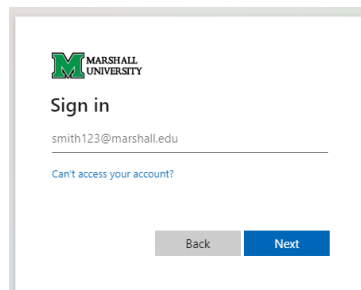 MARSHALL
UNIVERSITY
Sign in
smith123@marshall.edu
Can't access your account?
Back Next